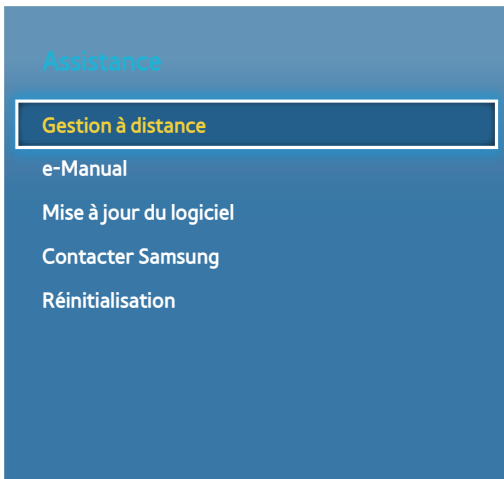 Assistance
Gestion à distance
e-Manual
Mise à jour du logiciel
Contacter Samsung
Réinitialisation